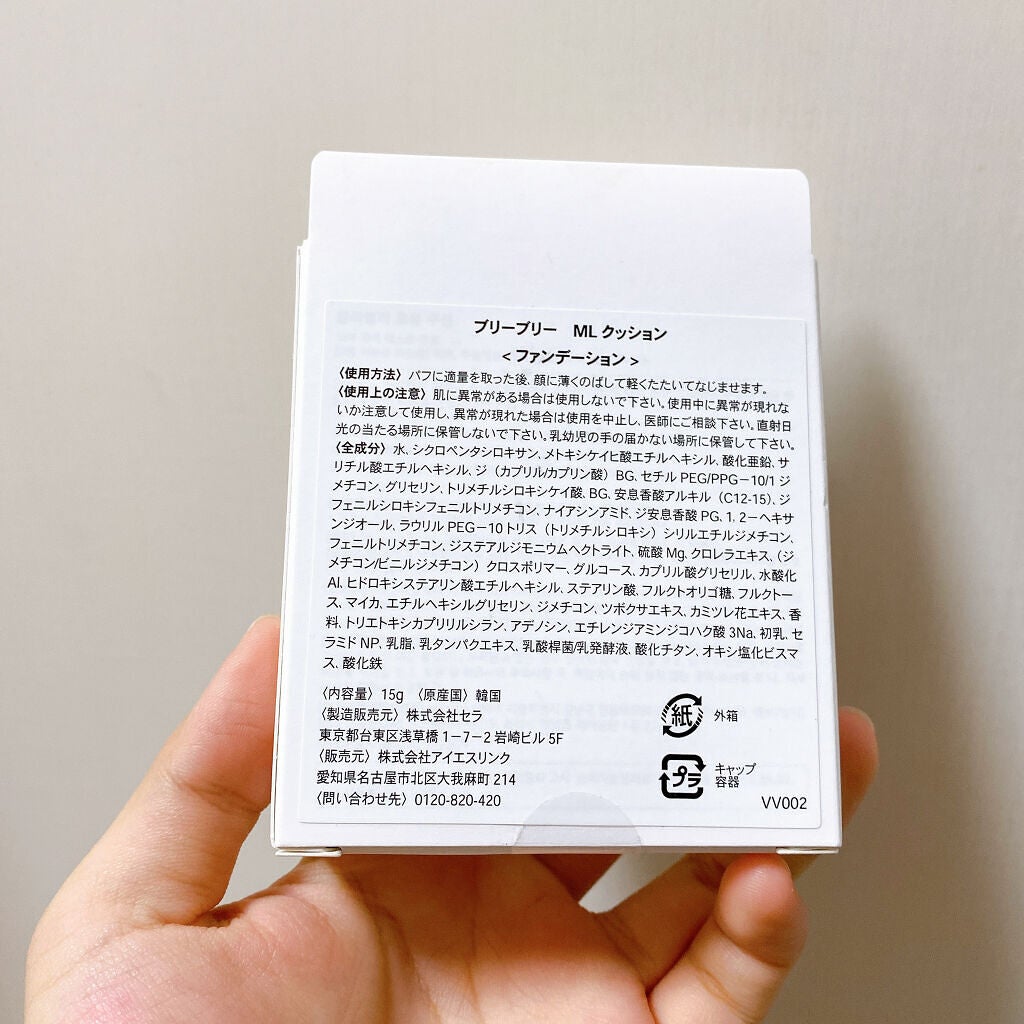 ブリーブリー ML クッション
<ファンデーション>
〈使用方法〉パフに適量を取った後、顔に薄くのばして軽くたたいてなじませます。
〈使用上の注意〉肌に異常がある場合は使用しないで下さい。使用中に異常が現れな
いか注意して使用し、異常が現れた場合は使用を中止し、医師にご相談下さい。直射日
光の当たる場所に保管しないで下さい。乳幼児の手の届かない場所に保管して下さい。
〈全成分〉水、シクロペンタシロキサン、メトキシケイヒ酸エチルヘキシル、酸化亜鉛、サ
リチル酸エチルヘキシル、ジ（カプリル/カプリン酸）BG、セチル PEG/PPG－10/1 ジ
メチコン、グリセリン、トリメチルシロキシケイ酸、BG、安息香酸アルキル（C12-15）、ジ
フェニルシロキシフェニルトリメチコン、ナイアシンアミド、ジ安息香酸 PG、1, 2－ヘキサ
ンジオール、ラウリル PEG－10 トリス（トリメチルシロキシ）シリルエチルジメチコン、
フェニルトリメチコン、ジステアルジモニウムヘクトライト、硫酸 Mg、クロレラエキス、（ジ
メチコン/ビニルジメチコン）クロスポリマー、グルコース、カプリル酸グリセリル、水酸化
Al、ヒドロキシステアリン酸エチルヘキシル、ステアリン酸、フルクトオリゴ糖、フルクトー
ス、マイカ、エチルヘキシルグリセリン、ジメチコン、ツボクサエキス、カミツレ花エキス、香
料、トリエトキシカプリリルシラン、アデノシン、エチレンジアミンジコハク酸 3Na、初乳、セ
ラミド NP、乳脂、乳タンパクエキス、乳酸桿菌/乳発酵液、酸化チタン、オキシ塩化ビスマ
ス、酸化鉄
〈内容量〉15g 〈原産国〉韓国
〈製造販売元〉株式会社セラ
東京都台東区浅草橋 1－7－2 岩崎ビル 5F
〈販売元〉株式会社アイエスリンク
愛知県名古屋市北区大我麻町 214
〈問い合わせ先〉0120-820-420
紙 外箱
プラ キャップ
容器
VV002